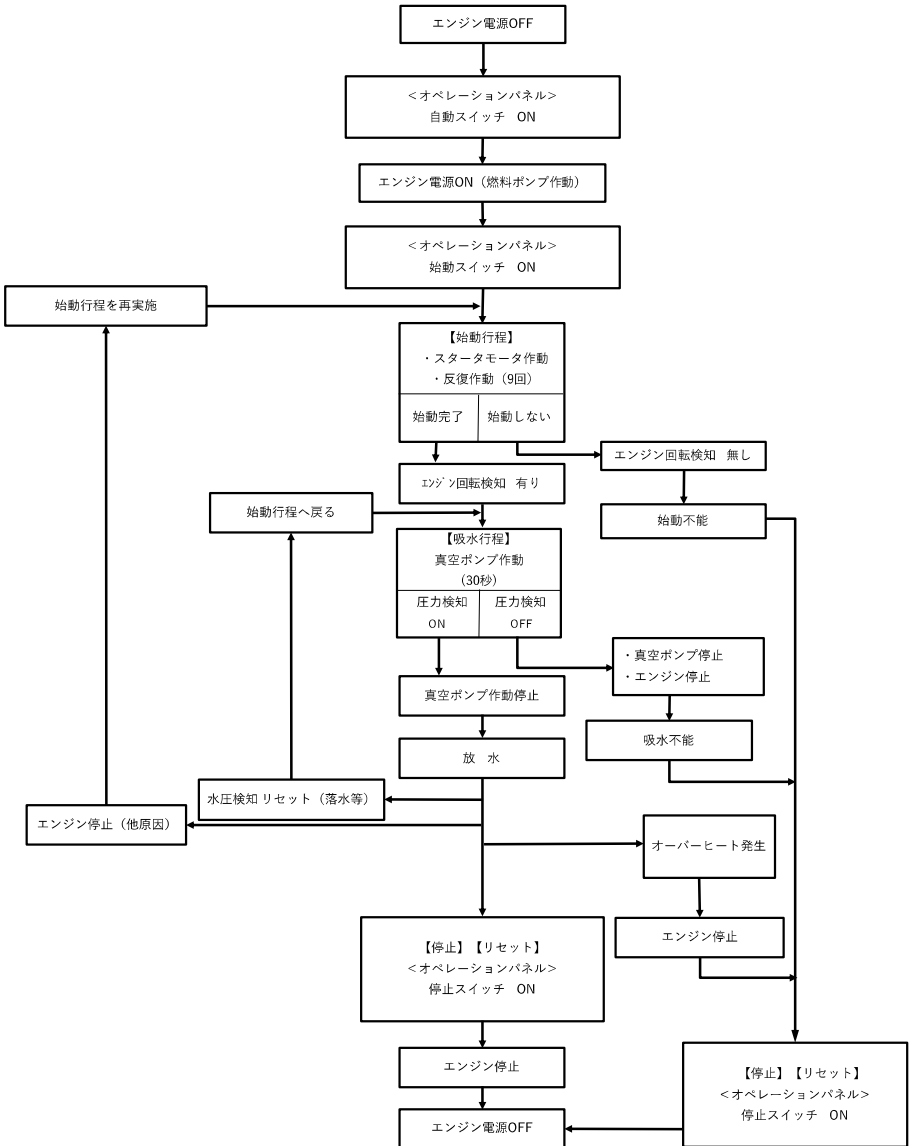 エンジン電源OFF
<オペレーションパネル>
自動スイッチ ON
エンジン電源ON（燃料ポンプ作動）
<オペレーションパネル>
始動スイッチ ON
始動行程を再実施
【始動行程】
・スタータモータ作動
・反復作動（9回）
始動完了
始動しない
エンジン回転検知 無し
ｴﾝｼﾞﾝ回転検知 有り
始動行程へ戻る
始動不能
【吸水行程】
真空ポンプ作動
（30秒）
圧力検知
ON
圧力検知
OFF
・真空ポンプ停止
・エンジン停止
真空ポンプ作動停止
吸水不能
放 水
水圧検知 リセット（落水等）
エンジン停止（他原因）
オーバーヒート発生
エンジン停止
【停止】【リセット】
<オペレーションパネル>
停止スイッチ ON
エンジン停止
【停止】【リセット】
<オペレーションパネル>
停止スイッチ ON
エンジン電源OFF